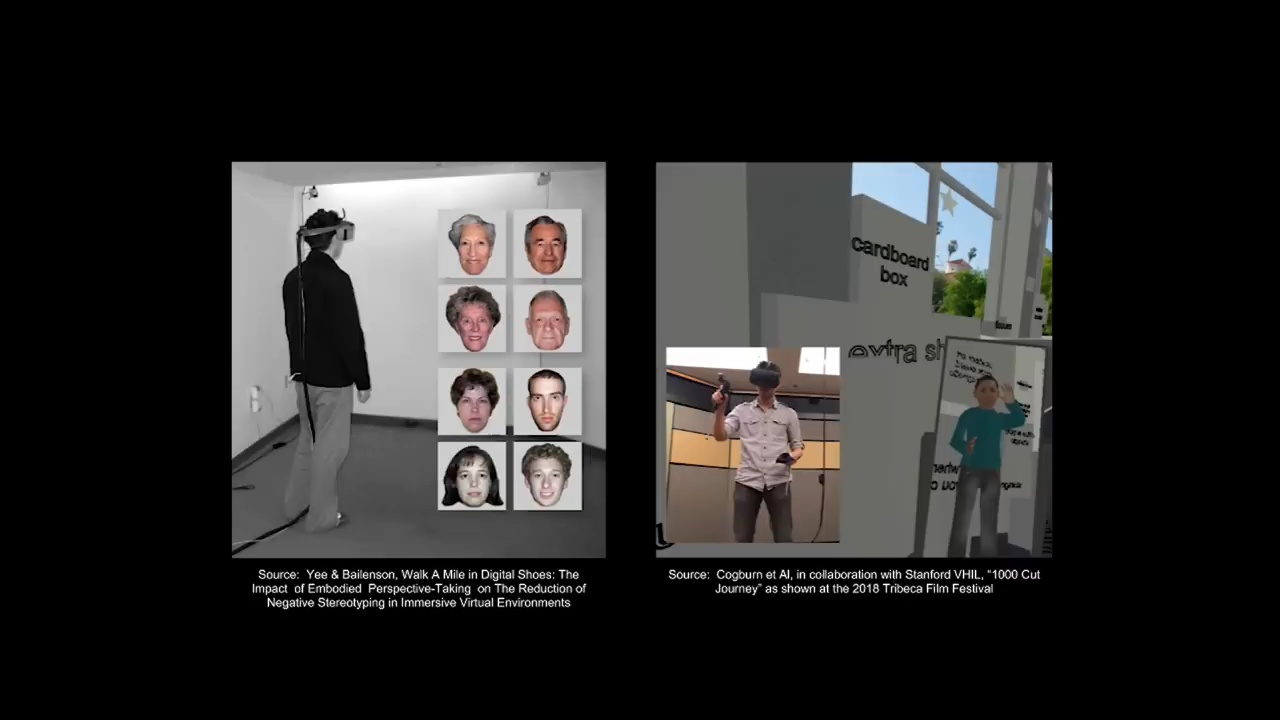 cardboard
box
extra sh
Source: Yee & Bailenson, Walk A Mile in Digital Shoes: The
Impact of Embodied Perspective-Taking on The Reduction of
Negative Stereotyping in Immersive Virtual Environments
Source: Cogburn et Al, in collaboration with Stanford VHIL, “1000 Cut
Journey” as shown at the 2018 Tribeca Film Festival